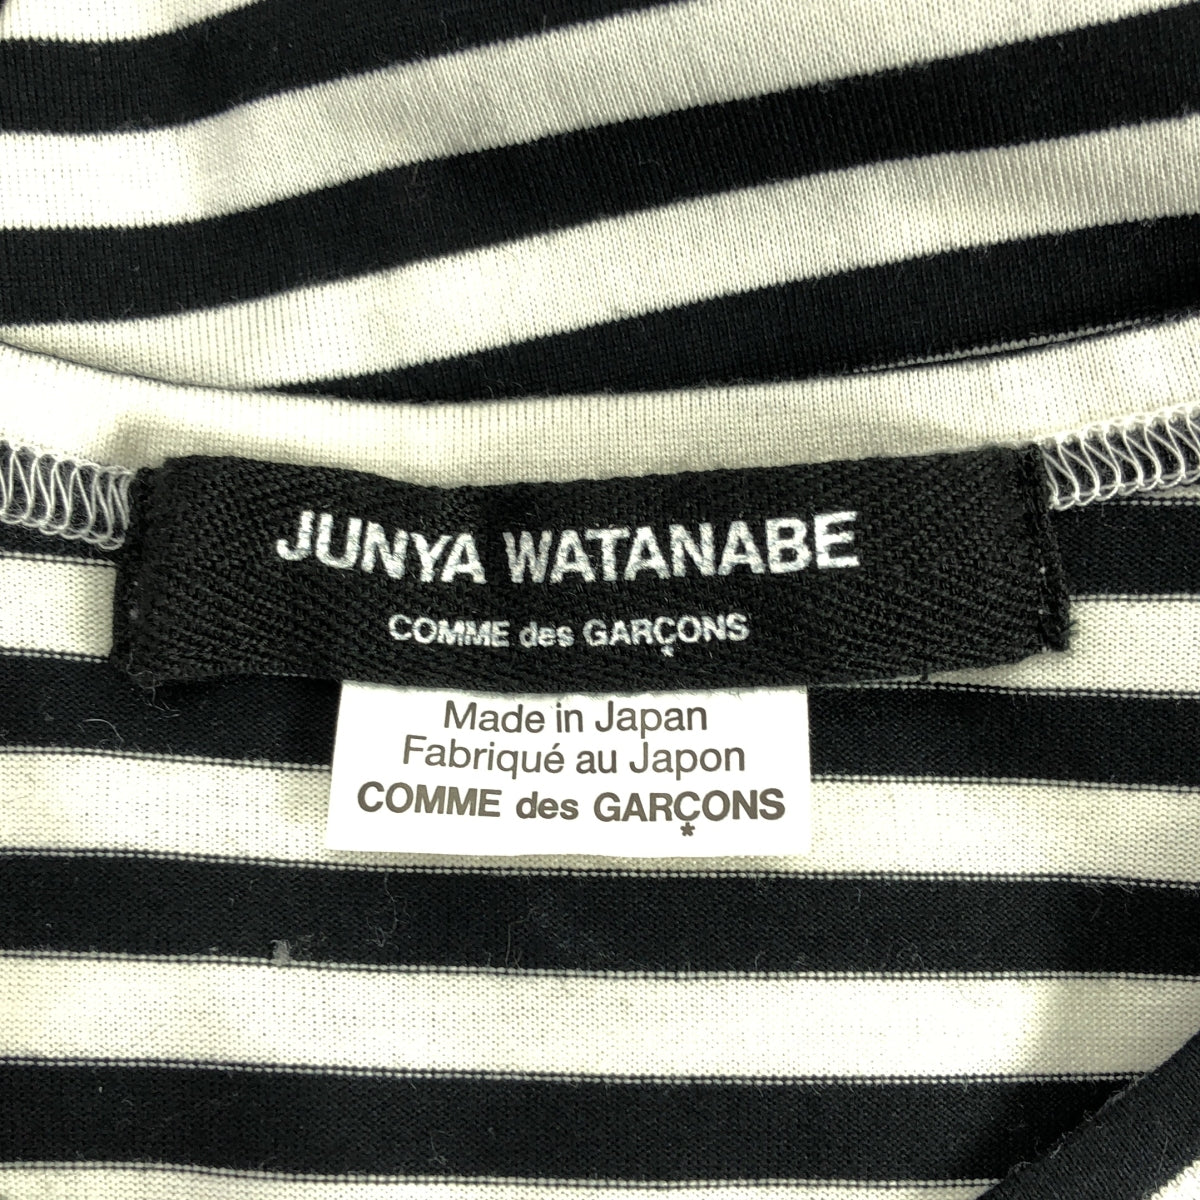 JUNYA WATANABE
COMME des GARÇONS
Made in Japan
Fabriqué au Japon
COMME des GARÇONS
*